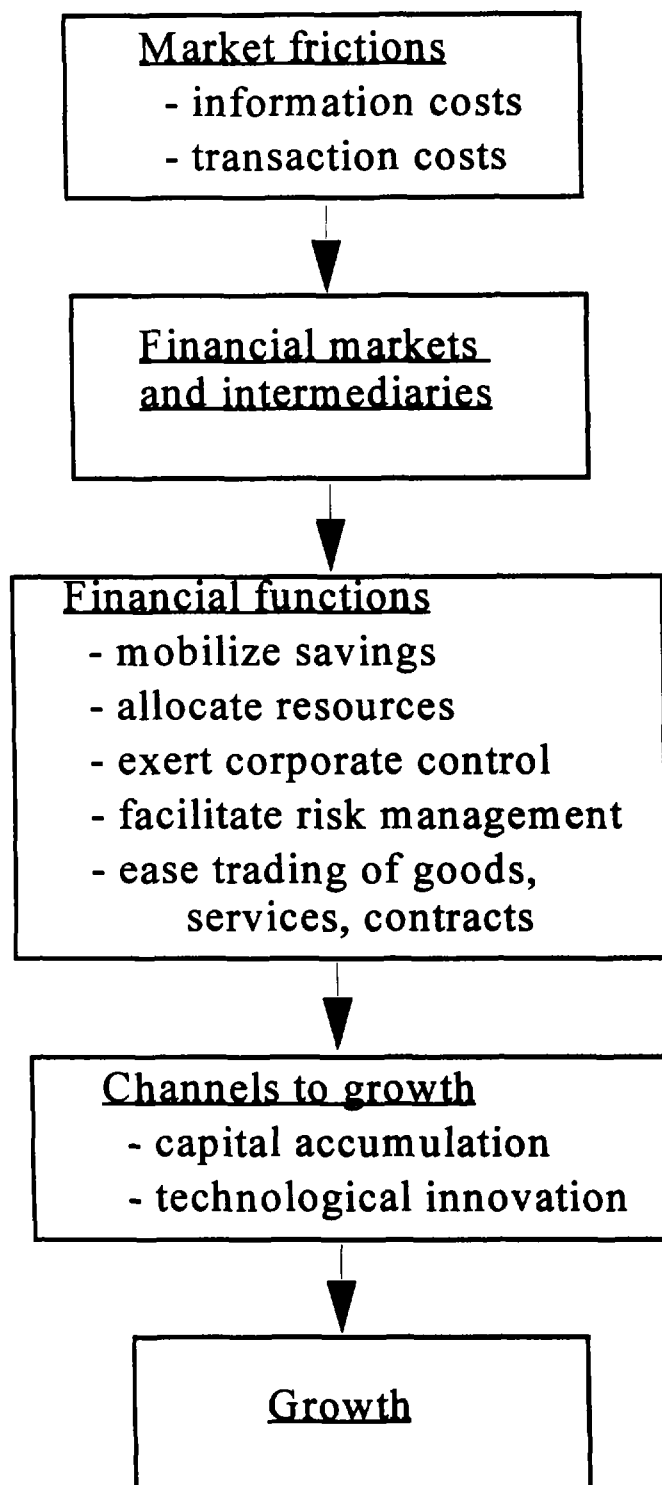 Market frictions
- information costs
- transaction costs
Financial markets
and intermediaries
Financial functions
- mobilize savings
- allocate resources
- exert corporate control
- facilitate risk management
- ease trading of goods,
services, contracts
Channels to growth
- capital accumulation
- technological innovation
Growth